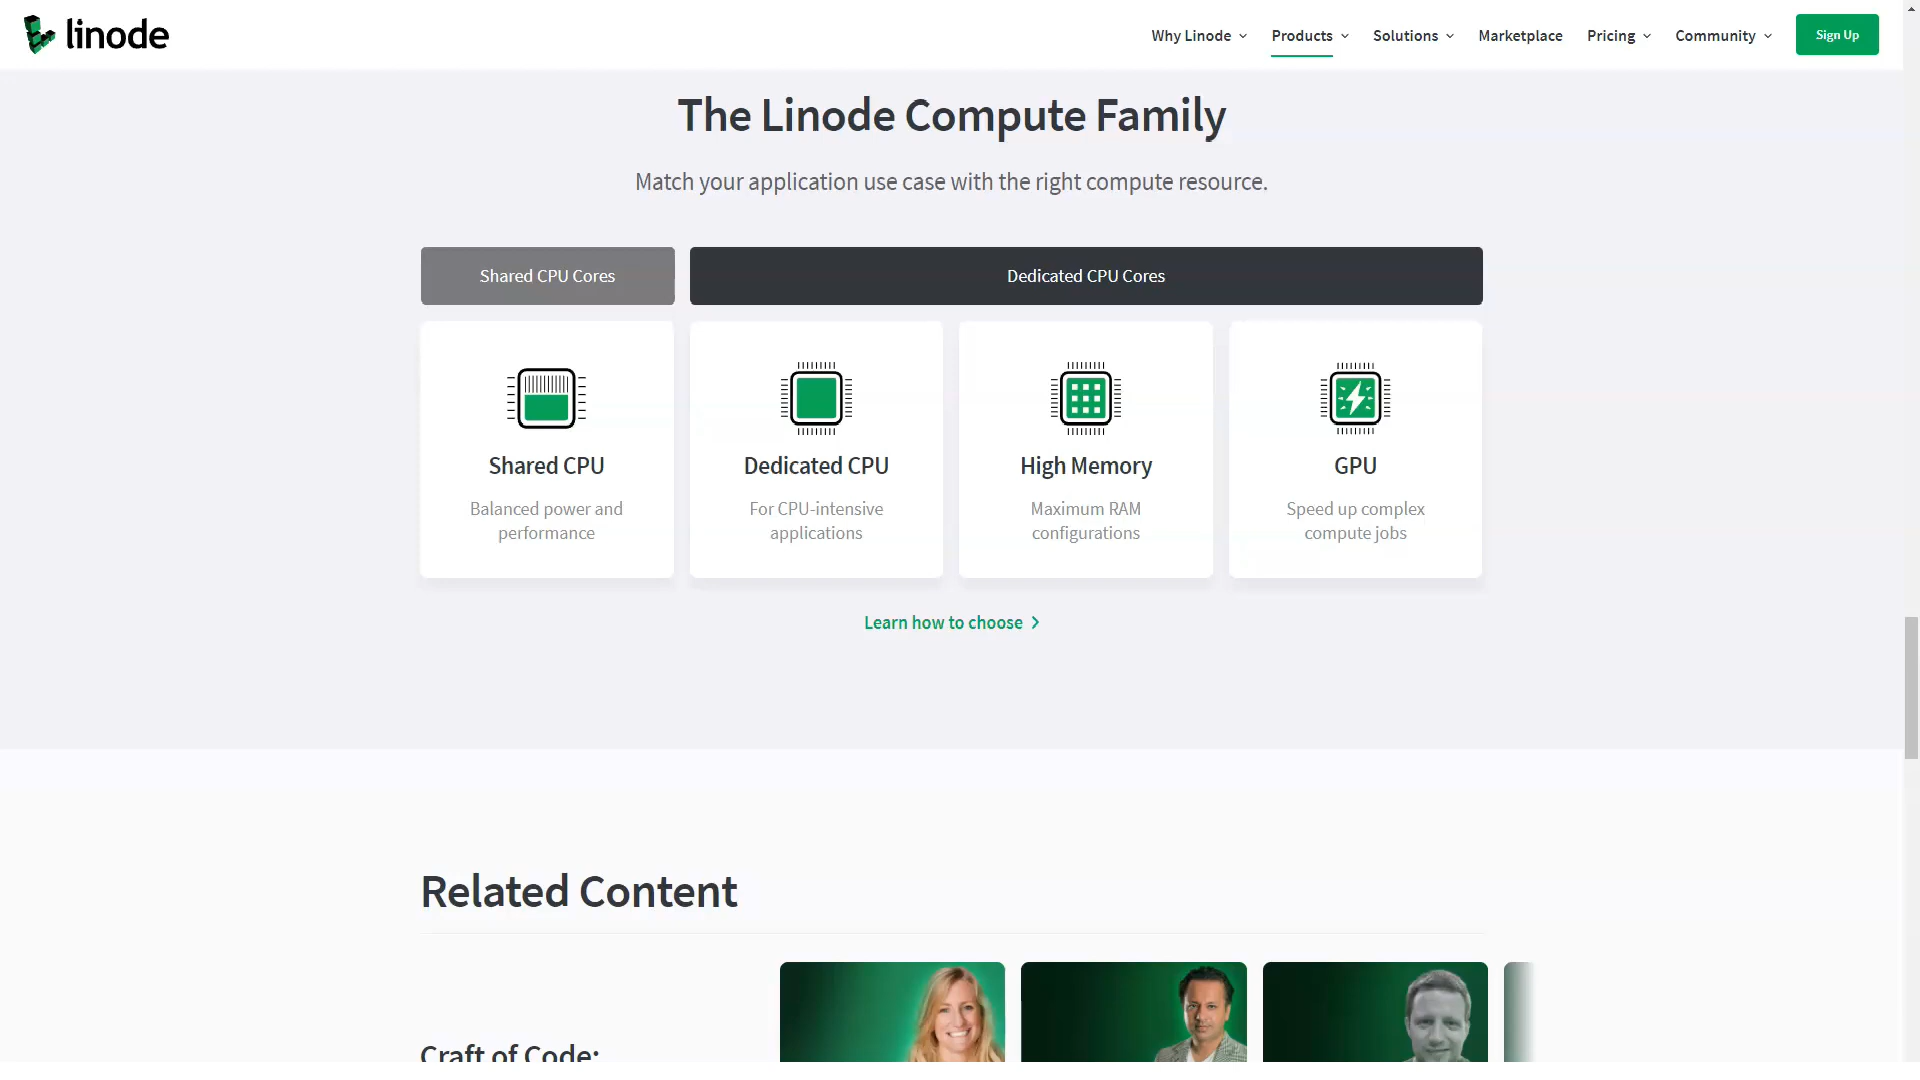 linode
Why Linode
Products
Solutions
Marketplace
Pricing
Community
Sign Up
The Linode Compute Family
Match your application use case with the right compute resource.
Shared CPU Cores
Dedicated CPU Cores
Shared CPU
Balanced power and
performance
Dedicated CPU
For CPU-intensive
applications
High Memory
Maximum RAM
configurations
GPU
Speed up complex
compute jobs
Learn how to choose
Related Content
Craft of Code: